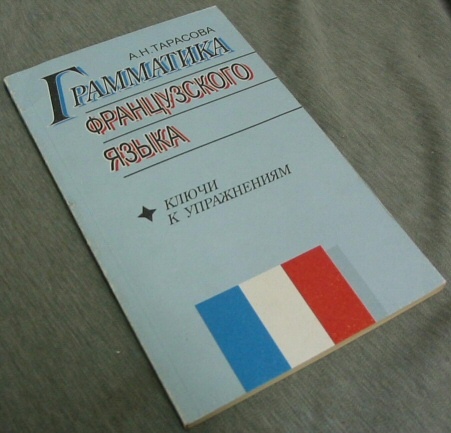 А.Н.ТАРАСОВА
ГРАММАТИКА
ФРАНЦУЗСКОГО
ЯЗЫКА
КЛЮЧИ
К УПРАЖНЕНИЯМ